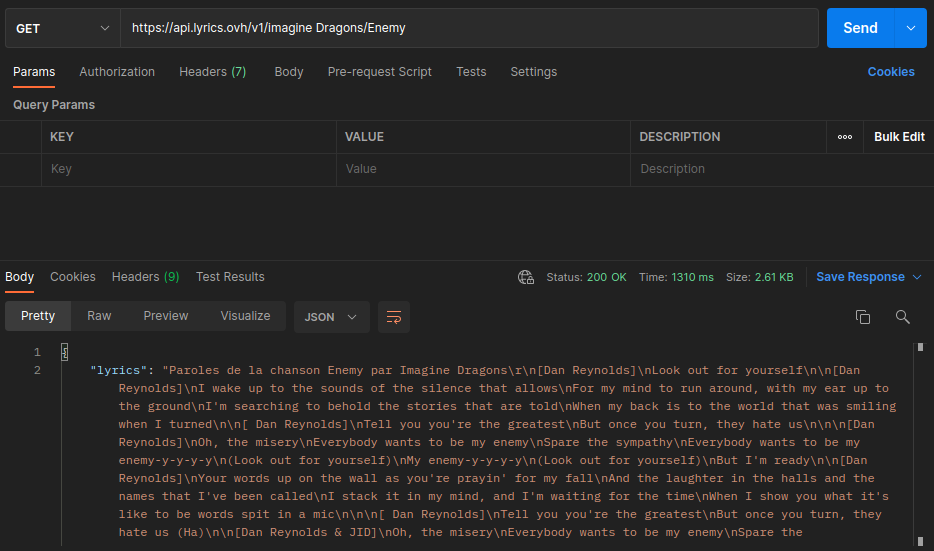 GET
https://api.lyrics.ovh/v1/imagine Dragons/Enemy
Send
Params Authorization Headers (7) Body Pre-request Script Tests Settings Cookies
Query Params
KEY VALUE DESCRIPTION ooo Bulk Edit
Key Value Description
Body Cookies Headers (9) Test Results Status: 200 OK Time: 1310 ms Size: 2.61 KB Save Response
Pretty Raw Preview Visualize JSON
1 {
2 "lyrics": "Paroles de la chanson Enemy par Imagine Dragons\r\n[Dan Reynolds]\nLook out for yourself\n\n[Dan
Reynolds]\nI wake up to the sounds of the silence that allows\nFor my mind to run around, with my ear up to
the ground\nI'm searching to behold the stories that are told\nWhen my back is to the world that was smiling
when I turned\n\n[ Dan Reynolds]\nTell you you're the greatest\nBut once you turn, they hate us\n\n\n[Dan
Reynolds]\nOh, the misery\nEverybody wants to be my enemy\nSpare the sympathy\nEverybody wants to be my
enemy-y-y-y-y\n(Look out for yourself)\nMy enemy-y-y-y-y\n(Look out for yourself)\nBut I'm ready\n\n[Dan
Reynolds]\nYour words up on the wall as you're prayin' for my fall\nAnd the laughter in the halls and the
names that I've been called\nI stack it in my mind, and I'm waiting for the time\nWhen I show you what it's
like to be words spit in a mic\n\n\n[ Dan Reynolds]\nTell you you're the greatest\nBut once you turn, they
hate us (Ha)\n\n[Dan Reynolds & JID]\nOh, the misery\nEverybody wants to be my enemy\nSpare the